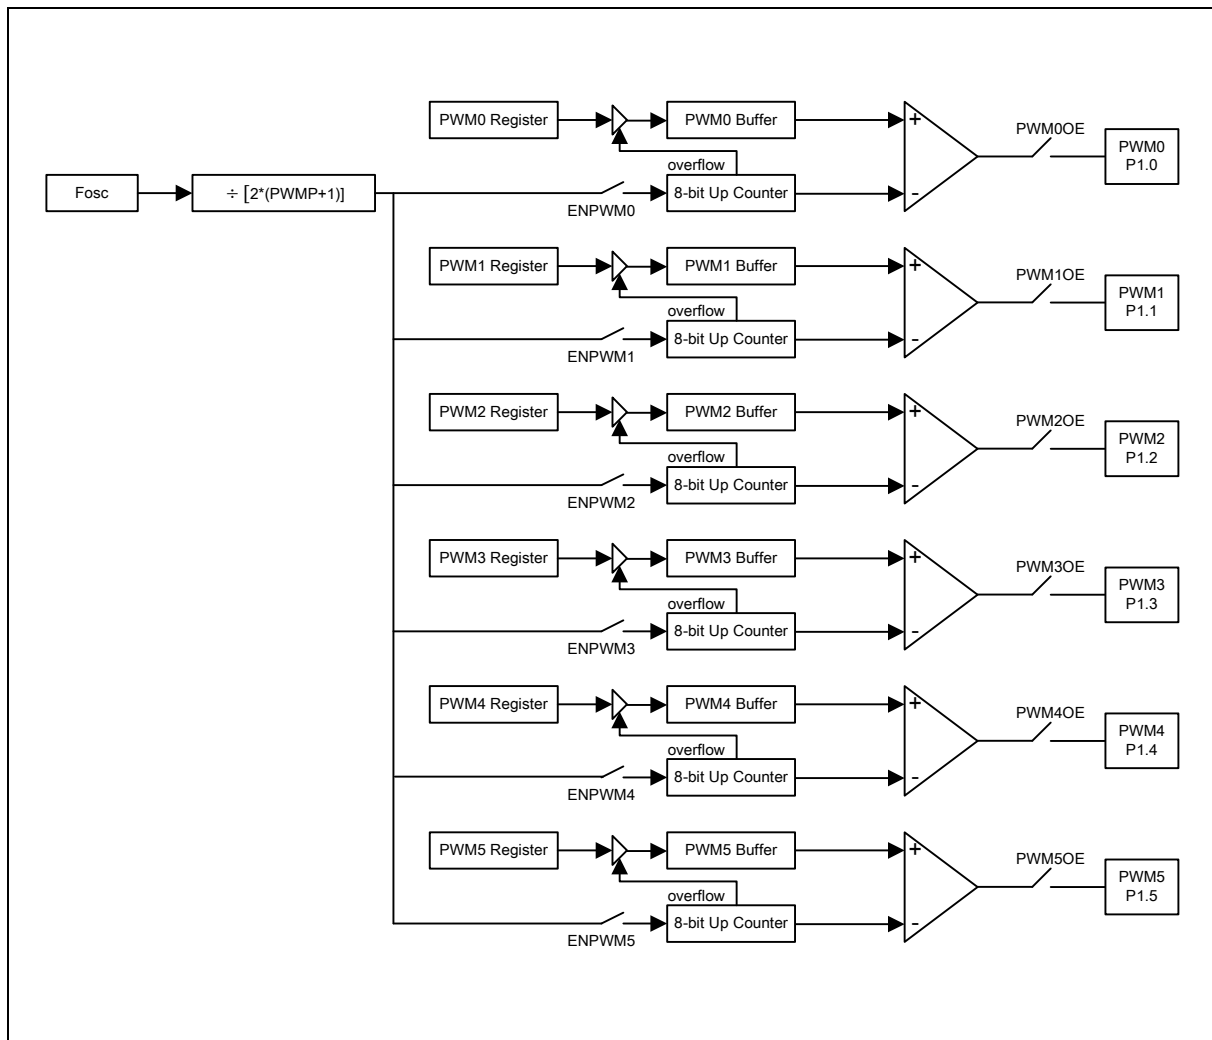 PWM0 Register
PWM0 Buffer
+
PWM0OE
PWM0
P1.0
overflow
Fosc
÷ [2*(PWMP+1)]
8-bit Up Counter
-
ENPWM0
PWM1 Register
PWM1 Buffer
+
PWM1OE
PWM1
P1.1
overflow
8-bit Up Counter
-
ENPWM1
PWM2 Register
PWM2 Buffer
+
PWM2OE
PWM2
P1.2
overflow
8-bit Up Counter
-
ENPWM2
PWM3 Register
PWM3 Buffer
+
PWM3OE
PWM3
P1.3
overflow
8-bit Up Counter
-
ENPWM3
PWM4 Register
PWM4 Buffer
+
PWM4OE
PWM4
P1.4
overflow
8-bit Up Counter
-
ENPWM4
PWM5 Register
PWM5 Buffer
+
PWM5OE
PWM5
P1.5
overflow
8-bit Up Counter
-
ENPWM5